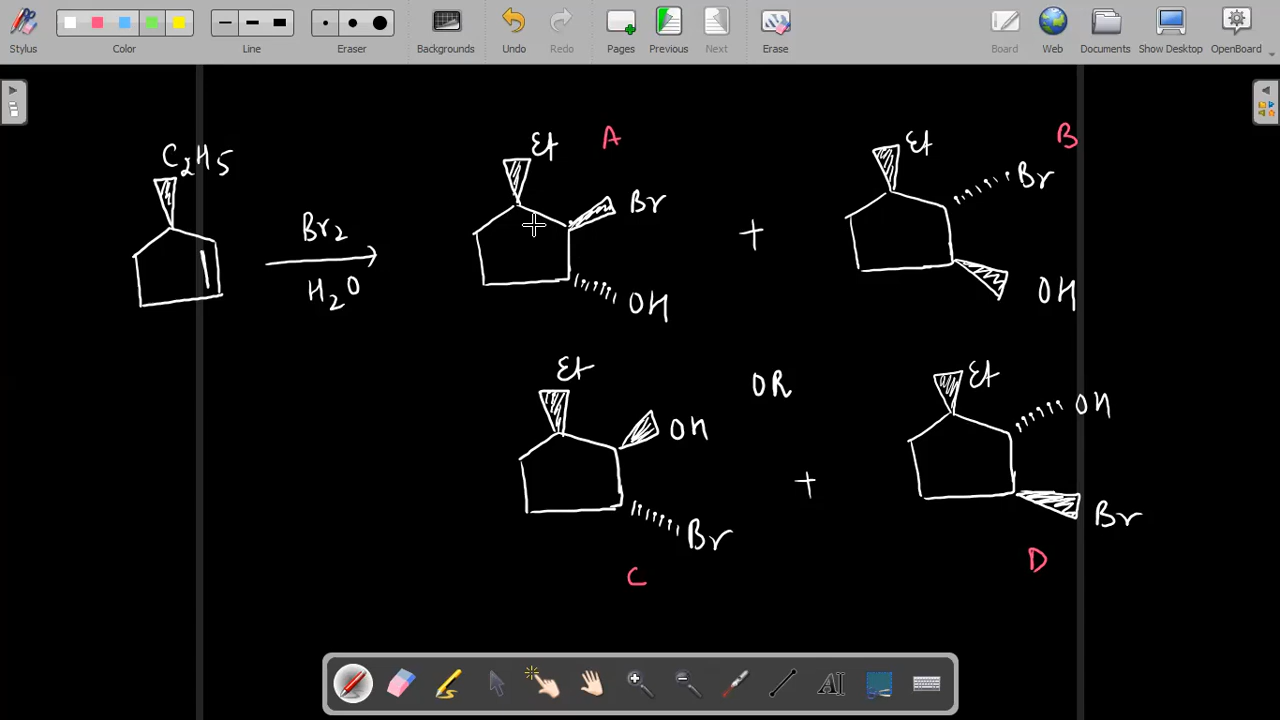 Stylus
Color
Line
Eraser
Backgrounds
Undo
Redo
Pages
Previous
Next
Erase
Board
Web
Documents
Show Desktop
OpenBoard
C2H5
Br2
H2O
Et
A
Br
OH
+
Et
B
Br
OH
OR
Et
OH
Br
C
+
Et
OH
Br
D
AI